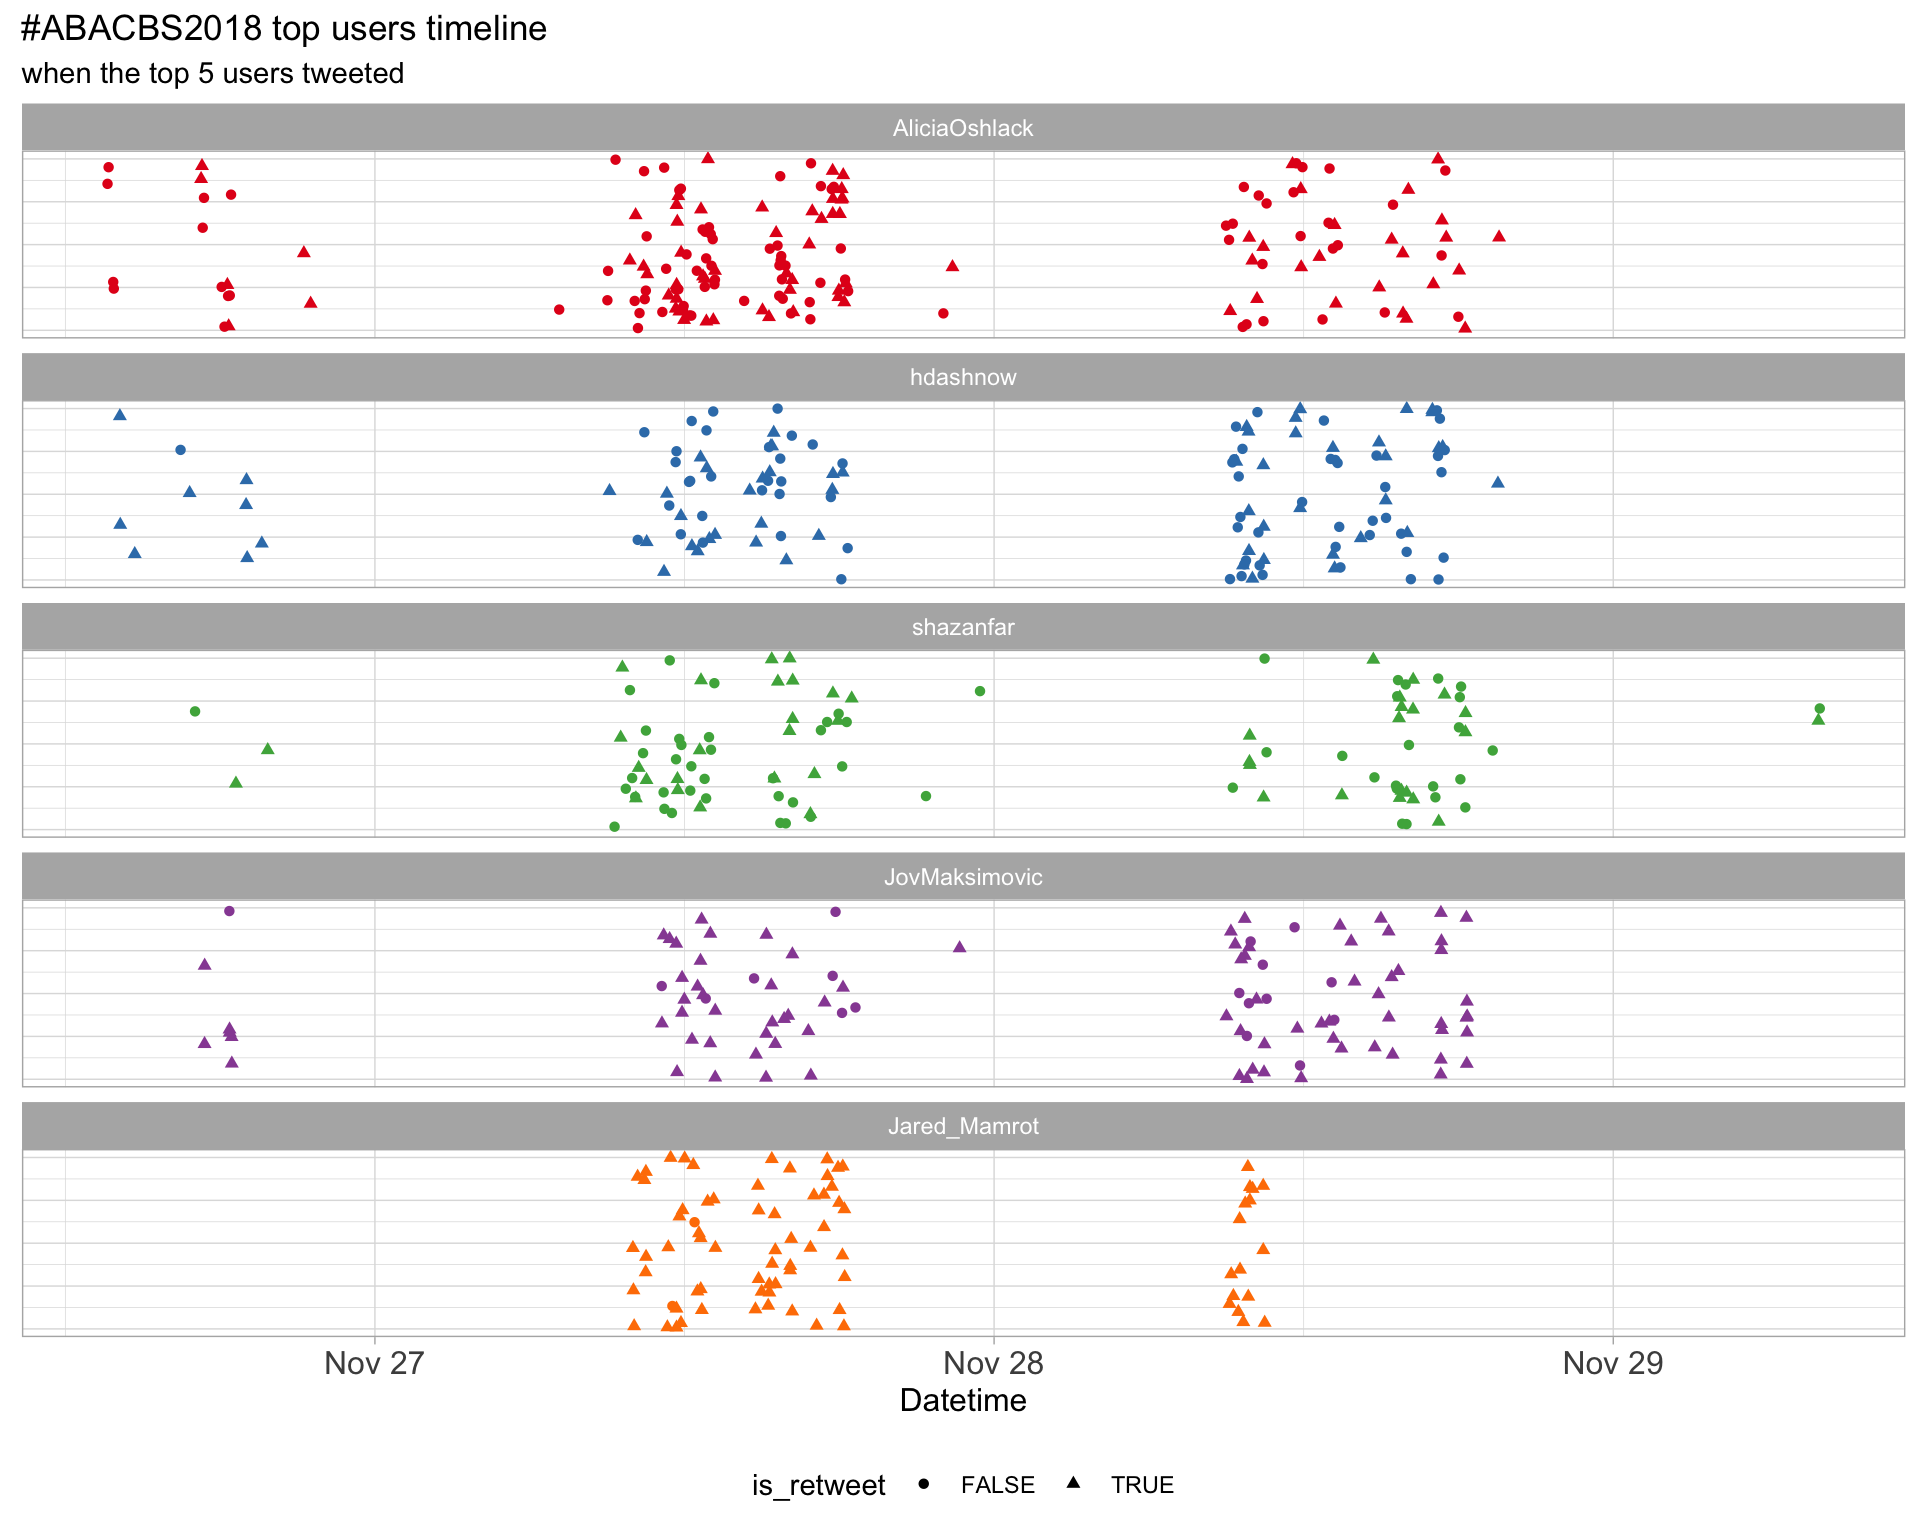 #ABACBS2018 top users timeline
when the top 5 users tweeted
AliciaOshlack
hdashnow
shazanfar
JovMaksimovic
Jared_Mamrot
Nov 27 Nov 28 Nov 29
Datetime
is_retweet FALSE TRUE